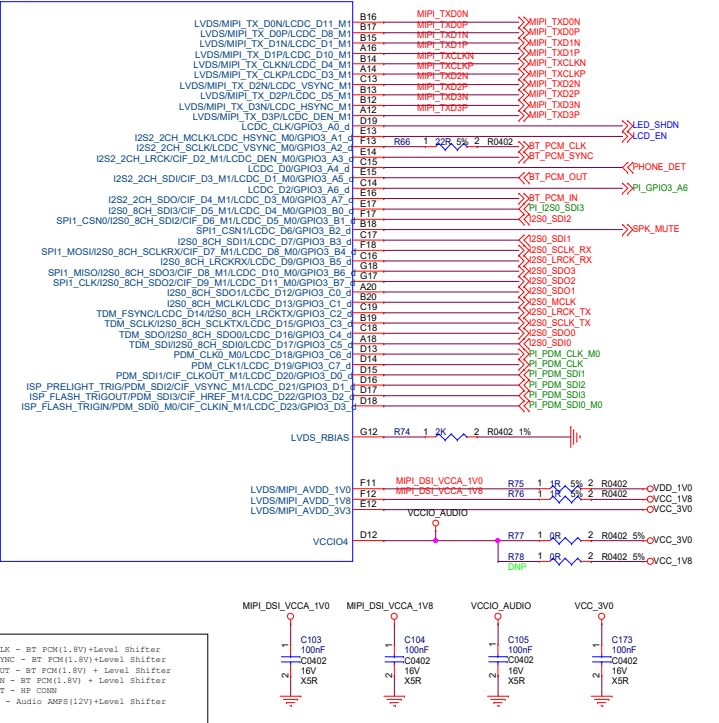 LVDS/MIPI_TX_D0N/LCDC_D11_M1 B16 MIPI_TXD0N MIPI_TXD0N
LVDS/MIPI_TX_D0P/LCDC_D8_M1 B17 MIPI_TXD0P MIPI_TXD0P
LVDS/MIPI_TX_D1N/LCDC_D1_M1 B15 MIPI_TXD1N MIPI_TXD1N
LVDS/MIPI_TX_D1P/LCDC_D10_M1 A16 MIPI_TXD1P MIPI_TXD1P
LVDS/MIPI_TX_CLKN/LCDC_D4_M1 B14 MIPI_TXCLKN MIPI_TXCLKN
LVDS/MIPI_TX_CLKP/LCDC_D3_M1 A14 MIPI_TXCLKP MIPI_TXCLKP
LVDS/MIPI_TX_D2N/LCDC_VSYNC_M1 C13 MIPI_TXD2N MIPI_TXD2N
LVDS/MIPI_TX_D2P/LCDC_D5_M1 B13 MIPI_TXD2P MIPI_TXD2P
LVDS/MIPI_TX_D3N/LCDC_HSYNC_M1 B12 MIPI_TXD3N MIPI_TXD3N
LVDS/MIPI_TX_D3P/LCDC_DEN_M1 A12 MIPI_TXD3P MIPI_TXD3P
LCDC_CLK/GPIO3_A0_d D19 LED_SHDN
I2S2_2CH_MCLK/LCDC_HSYNC_M0/GPIO3_A1_d E13 LCD_EN
I2S2_2CH_SCLK/LCDC_VSYNC_M0/GPIO3_A2_d F13 R66 1 22R 5% 2 R0402 BT_PCM_CLK
I2S2_2CH_LRCK/CIF_D2_M1/LCDC_DEN_M0/GPIO3_A3_d E14 BT_PCM_SYNC
LCDC_D0/GPIO3_A4_d C15 PHONE_DET
I2S2_2CH_SDI/CIF_D3_M1/LCDC_D1_M0/GPIO3_A5_d E15 BT_PCM_OUT
LCDC_D2/GPIO3_A6_d C14 PI_GPIO3_A6
I2S2_2CH_SDO/CIF_D4_M1/LCDC_D3_M0/GPIO3_A7_d E16 BT_PCM_IN
I2S0_8CH_SDI3/CIF_D5_M1/LCDC_D4_M0/GPIO3_B0_d E17 PI_I2S0_SDI3
SPI1_CSN0/I2S0_8CH_SDI2/CIF_D6_M1/LCDC_D5_M0/GPIO3_B1_d F17 I2S0_SDI2
SPI1_CSN1/LCDC_D6/GPIO3_B2_d B18 SPK_MUTE
I2S0_8CH_SDI1/LCDC_D7/GPIO3_B3_d C17 I2S0_SDI1
SPI1_MOSI/I2S0_8CH_SCLKRX/CIF_D7_M1/LCDC_D8_M0/GPIO3_B4_d F18 I2S0_SCLK_RX
I2S0_8CH_LRCKRX/LCDC_D9/GPIO3_B5_d C16 I2S0_LRCK_RX
SPI1_MISO/I2S0_8CH_SDO3/CIF_D8_M1/LCDC_D10_M0/GPIO3_B6_d G18 I2S0_SDO3
SPI1_CLK/I2S0_8CH_SDO2/CIF_D9_M1/LCDC_D11_M0/GPIO3_B7_d G17 I2S0_SDO2
I2S0_8CH_SDO1/LCDC_D12/GPIO3_C0_d A20 I2S0_SDO1
I2S0_8CH_MCLK/LCDC_D13/GPIO3_C1_d B20 I2S0_MCLK
TDM_FSYNC/LCDC_D14/I2S0_8CH_LRCKTX/GPIO3_C2_d C19 I2S0_LRCK_TX
TDM_SCLK/I2S0_8CH_SCLKTX/LCDC_D15/GPIO3_C3_d B19 I2S0_SCLK_TX
TDM_SDO/I2S0_8CH_SDO0/LCDC_D16/GPIO3_C4_d C18 I2S0_SDO0
TDM_SDI/I2S0_8CH_SDI0/LCDC_D17/GPIO3_C5_d A18 I2S0_SDI0
PDM_CLK0_M0/LCDC_D18/GPIO3_C6_d D13 PI_PDM_CLK_M0
PDM_CLK1/LCDC_D19/GPIO3_C7_d D14 PI_PDM_CLK
PDM_SDI1/CIF_CLKOUT_M1/LCDC_D20/GPIO3_D0_d D15 PI_PDM_SDI1
ISP_PRELIGHT_TRIG/PDM_SDI2/CIF_VSYNC_M1/LCDC_D21/GPIO3_D1_d D16 PI_PDM_SDI2
ISP_FLASH_TRIGOUT/PDM_SDI3/CIF_HREF_M1/LCDC_D22/GPIO3_D2_d D17 PI_PDM_SDI3
ISP_FLASH_TRIGIN/PDM_SDI0_M0/CIF_CLKIN_M1/LCDC_D23/GPIO3_D3_d D18 PI_PDM_SDI0_M0
LVDS_RBIAS G12 R74 1 2K 2 R0402 1%
LVDS/MIPI_AVDD_1V0 F11 MIPI_DSI_VCCA_1V0 R75 1 1R 5% 2 R0402 VDD_1V0
LVDS/MIPI_AVDD_1V8 F12 MIPI_DSI_VCCA_1V8 R76 1 1R 5% 2 R0402 VCC_1V8
LVDS/MIPI_AVDD_3V3 E12 VCC_3V0
VCCIO_AUDIO
VCCIO4 D12 R77 1 0R 2 R0402 5% VCC_3V0
R78 1 0R 2 R0402 5% VCC_1V8
DNP
MIPI_DSI_VCCA_1V0 MIPI_DSI_VCCA_1V8 VCCIO_AUDIO VCC_3V0
1 C103 1 C104 1 C105 1 C173
100nF 100nF 100nF 100nF
C0402 C0402 C0402 C0402
2 16V 2 16V 2 16V 2 16V
X5R X5R X5R X5R
LK - BT PCM(1.8V)+Level Shifter
YNC - BT PCM(1.8V)+Level Shifter
UT - BT PCM(1.8V) + Level Shifter
N - BT PCM(1.8V) + Level Shifter
T - HP CONN
- Audio AMPS(12V)+Level Shifter